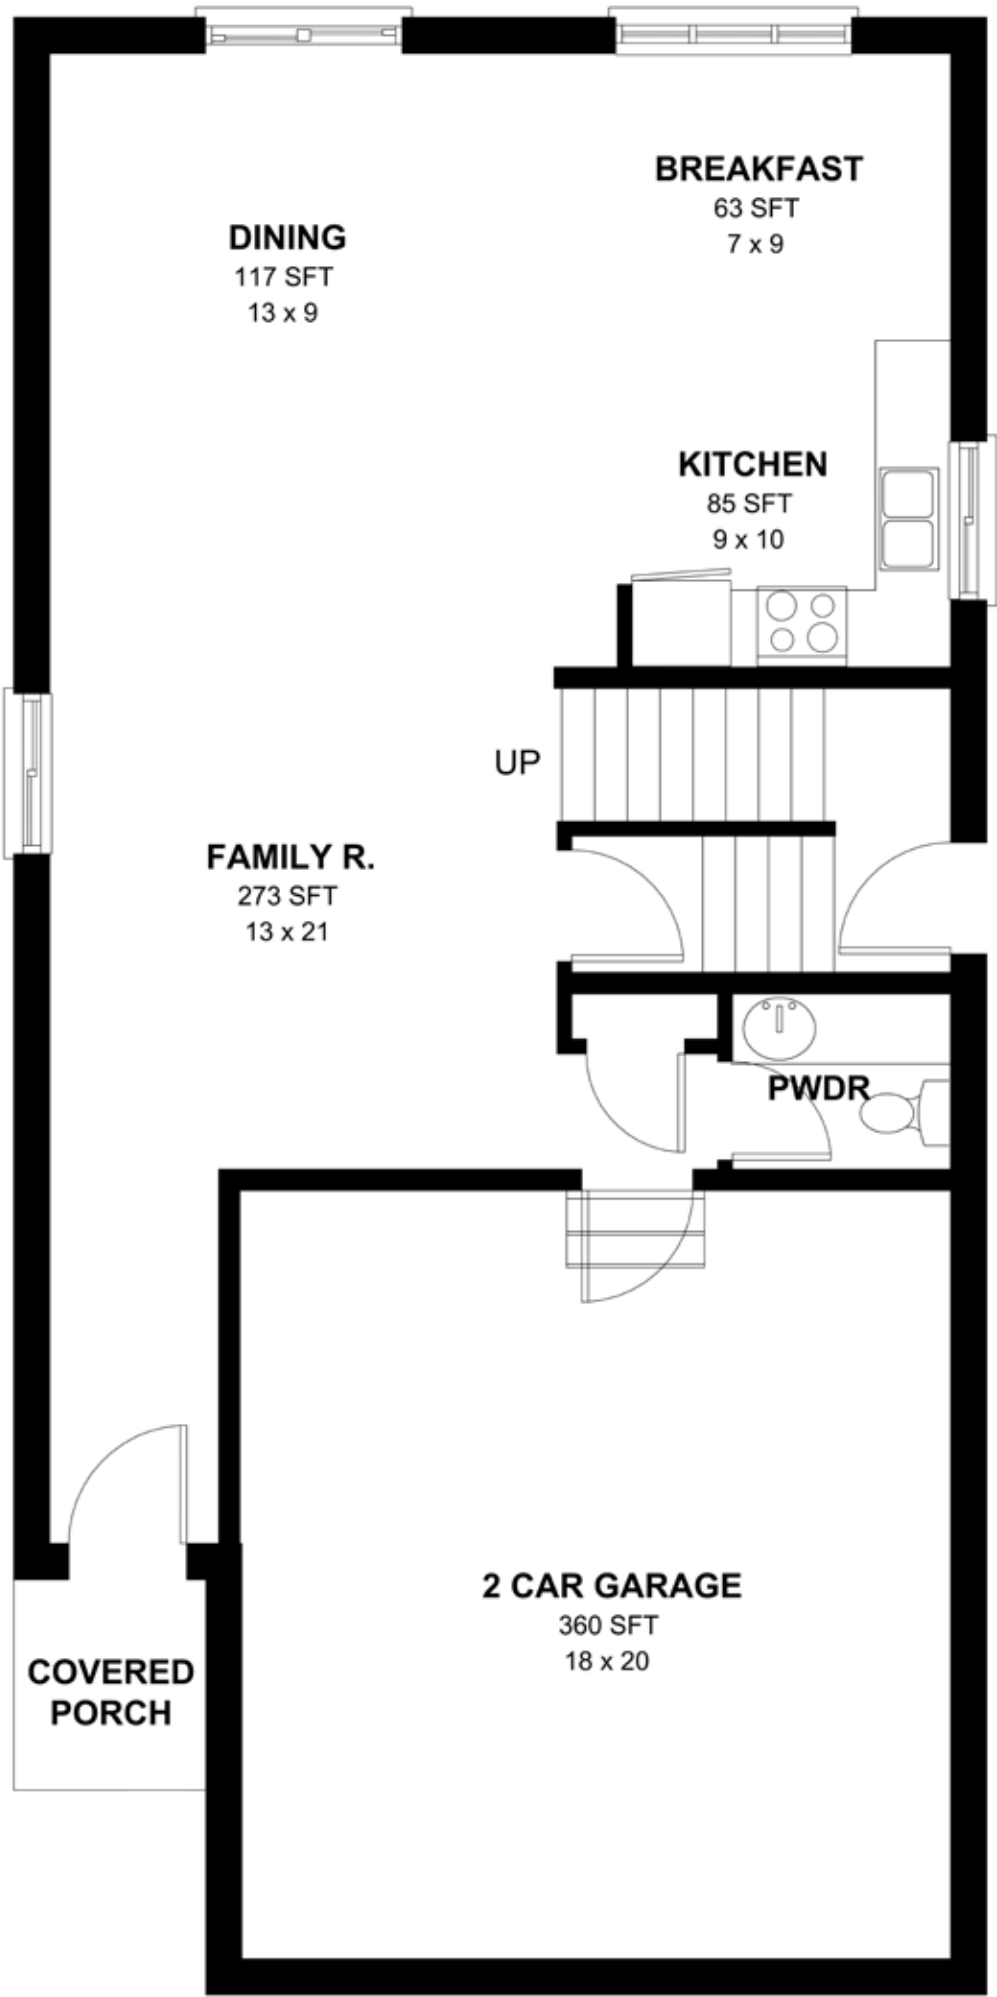 BREAKFAST
63 SFT
7 x 9
DINING
117 SFT
13 x 9
KITCHEN
85 SFT
9 x 10
UP
FAMILY R.
273 SFT
13 x 21
PWDR
2 CAR GARAGE
360 SFT
18 x 20
COVERED
PORCH